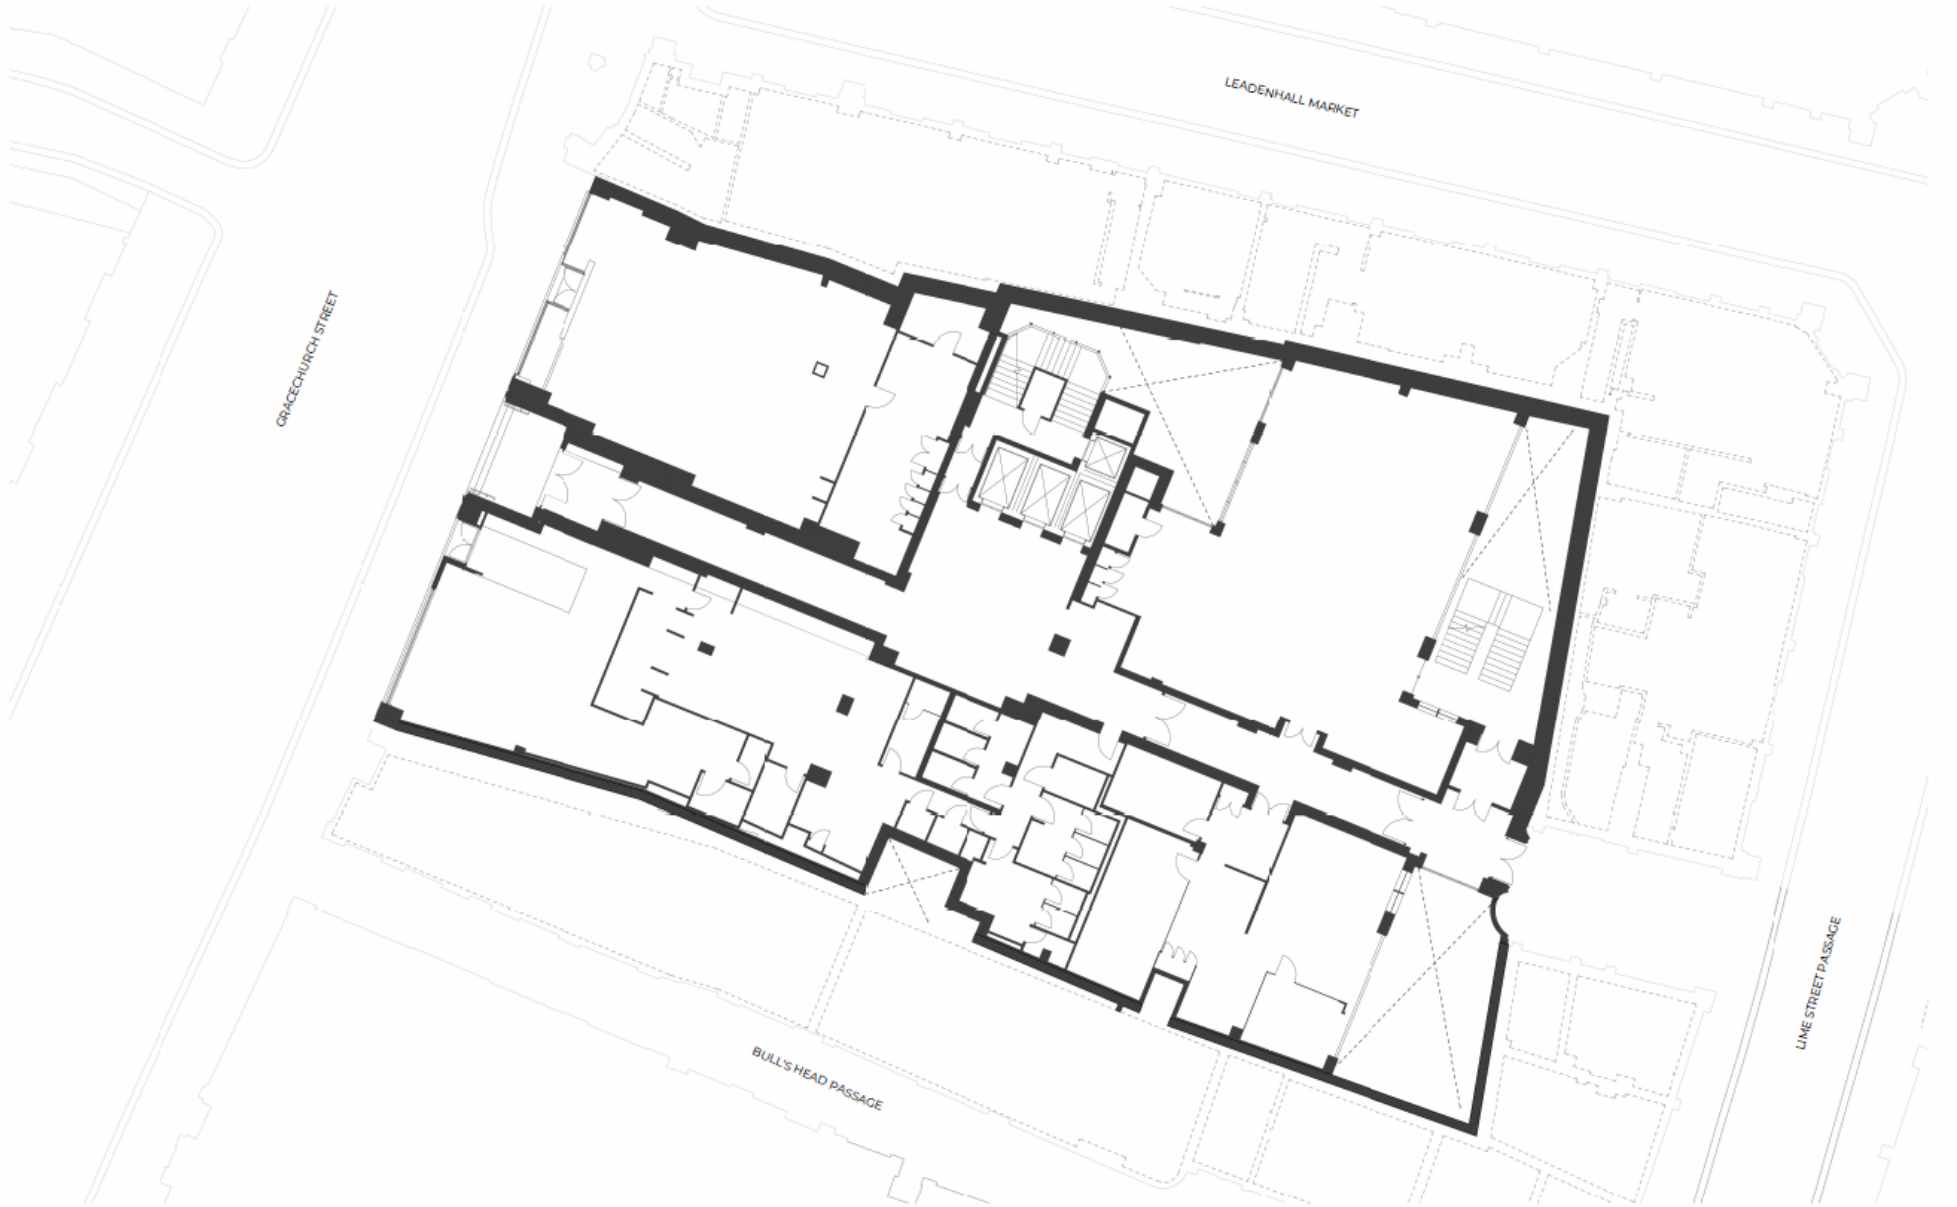 LEADENHALL MARKET
GRACECHURCH STREET
LIME STREET PASSAGE
BULL'S HEAD PASSAGE